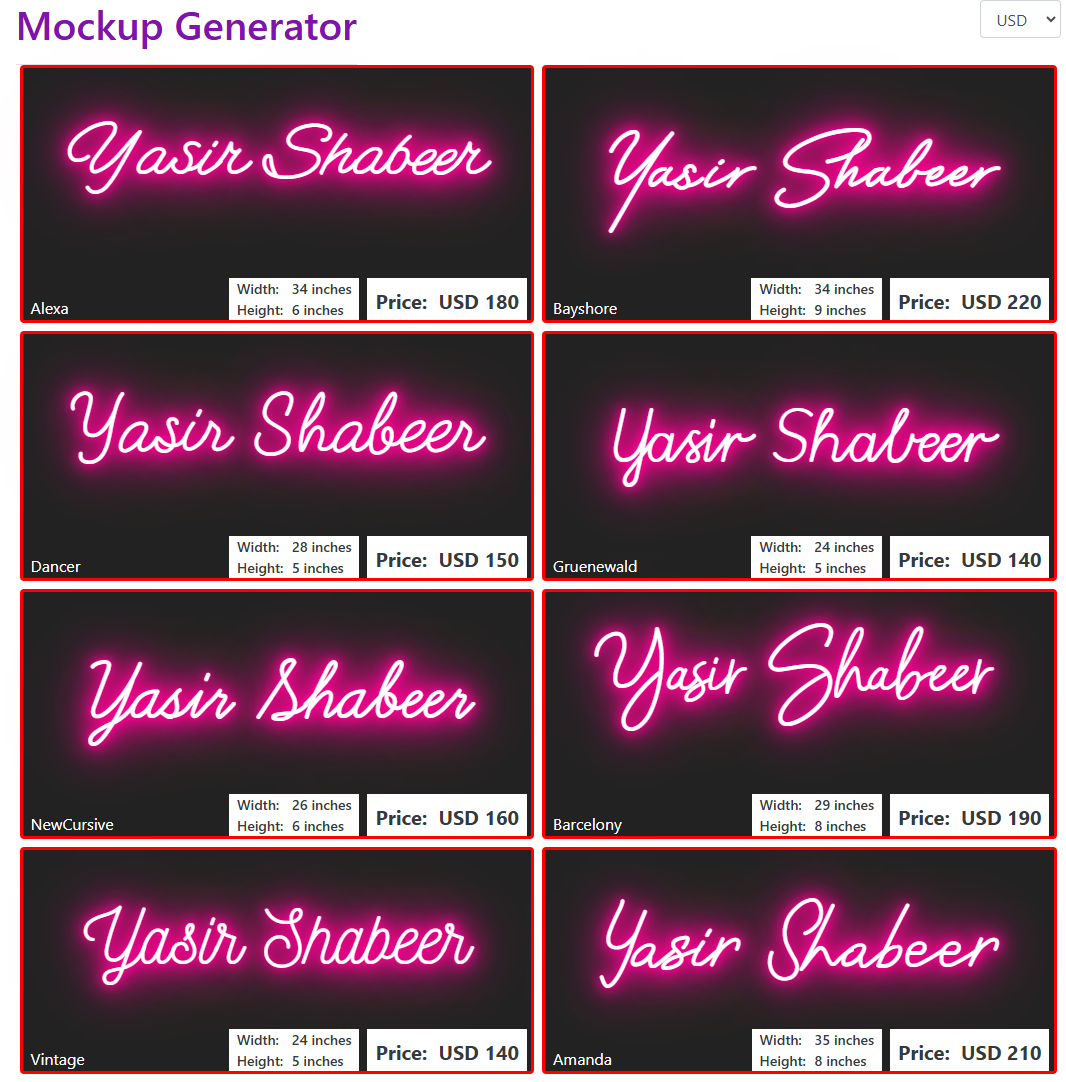 Mockup Generator
USD
Yasir Shabeer
Alexa
Width: 34 inches
Height: 6 inches
Price: USD 180
Yasir Shabeer
Bayshore
Width: 34 inches
Height: 9 inches
Price: USD 220
Yasir Shabeer
Dancer
Width: 28 inches
Height: 5 inches
Price: USD 150
Yasir Shabeer
Gruenewald
Width: 24 inches
Height: 5 inches
Price: USD 140
Yasir Shabeer
NewCursive
Width: 26 inches
Height: 6 inches
Price: USD 160
Yasir Shabeer
Barcelony
Width: 29 inches
Height: 8 inches
Price: USD 190
Yasir Shabeer
Vintage
Width: 24 inches
Height: 5 inches
Price: USD 140
Yasir Shabeer
Amanda
Width: 35 inches
Height: 8 inches
Price: USD 210